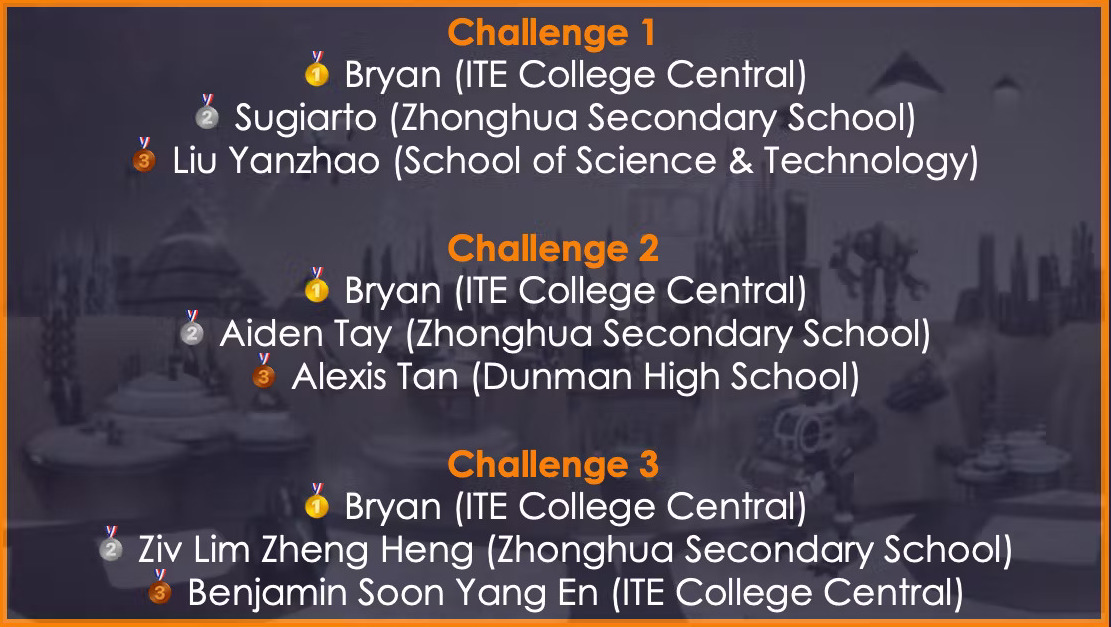 Challenge 1
🥇 Bryan (ITE College Central)
🥈 Sugiarto (Zhonghua Secondary School)
🥉 Liu Yanzhao (School of Science & Technology)
Challenge 2
🥇 Bryan (ITE College Central)
🥈 Aiden Tay (Zhonghua Secondary School)
🥉 Alexis Tan (Dunman High School)
Challenge 3
🥇 Bryan (ITE College Central)
🥈 Ziv Lim Zheng Heng (Zhonghua Secondary School)
🥉 Benjamin Soon Yang En (ITE College Central)